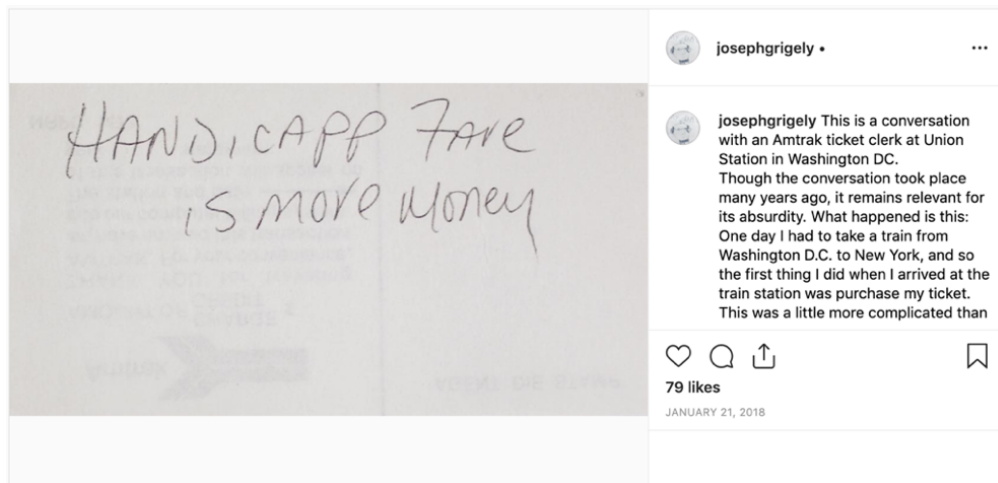 HANDICAPP FARE
is more money
josephgrigely •
josephgrigely This is a conversation
with an Amtrak ticket clerk at Union
Station in Washington DC.
Though the conversation took place
many years ago, it remains relevant for
its absurdity. What happened is this:
One day I had to take a train from
Washington D.C. to New York, and so
the first thing I did when I arrived at the
train station was purchase my ticket.
This was a little more complicated than
79 likes
JANUARY 21, 2018